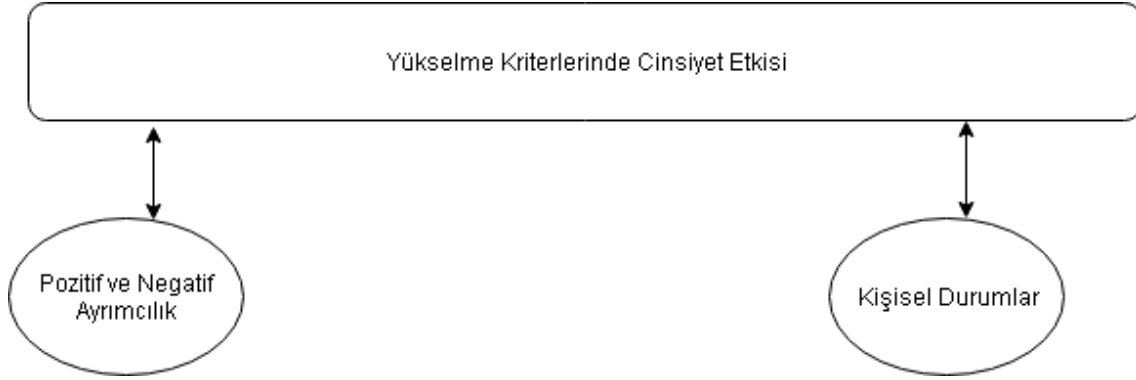 Yükselme Kriterlerinde Cinsiyet Etkisi
Pozitif ve Negatif
Ayrımcılık
Kişisel Durumlar